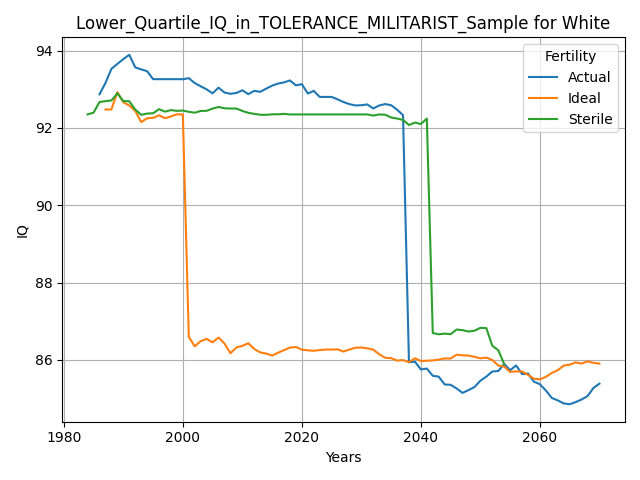 Lower_Quartile_IQ_in_TOLERANCE_MILITARIST_Sample for White
94
92
90
88
86
IQ
1980
2000
2020
2040
2060
Years
Fertility
Actual
Ideal
Sterile